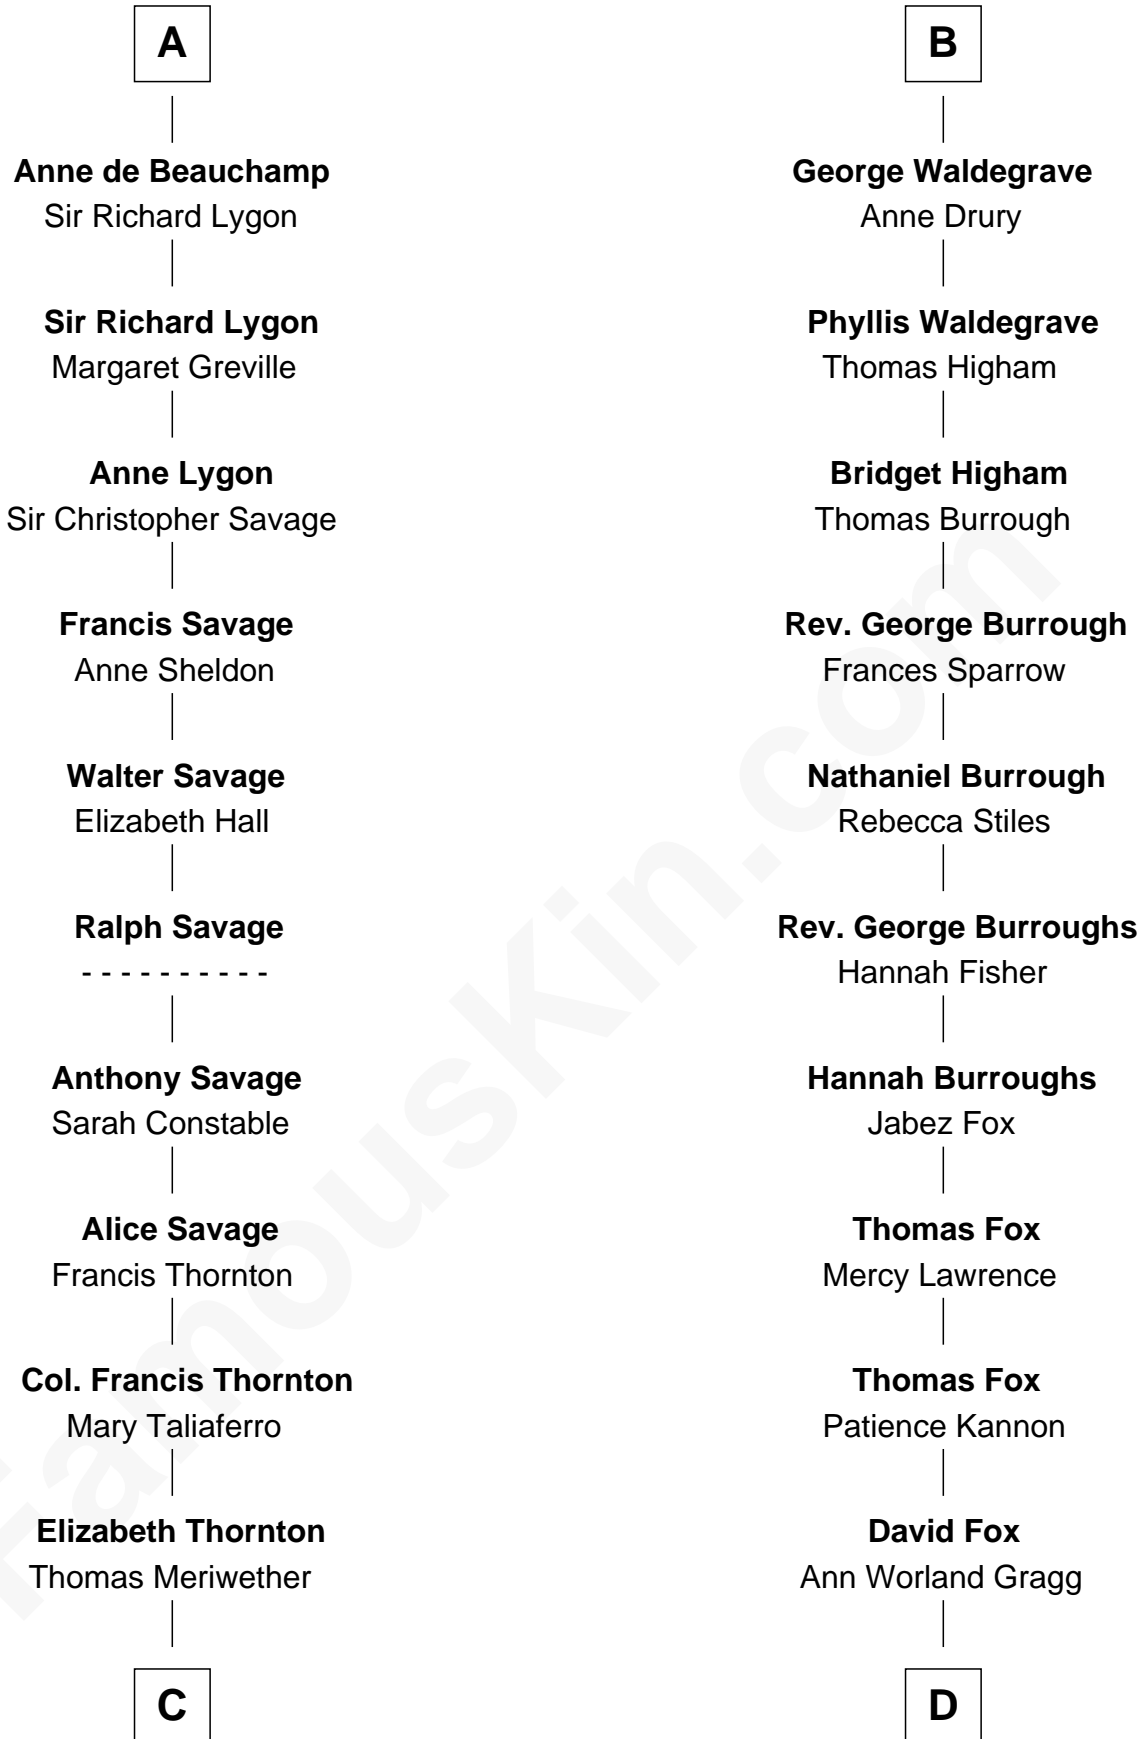 A
Anne de Beauchamp
Sir Richard Lygon
Sir Richard Lygon
Margaret Greville
Anne Lygon
Sir Christopher Savage
Francis Savage
Anne Sheldon
Walter Savage
Elizabeth Hall
Ralph Savage
- - - - - - - - - -
Anthony Savage
Sarah Constable
Alice Savage
Francis Thornton
Col. Francis Thornton
Mary Taliaferro
Elizabeth Thornton
Thomas Meriwether
C
B
George Waldegrave
Anne Drury
Phyllis Waldegrave
Thomas Higham
Bridget Higham
Thomas Burrough
Rev. George Burrough
Frances Sparrow
Nathaniel Burrough
Rebecca Stiles
Rev. George Burroughs
Hannah Fisher
Hannah Burroughs
Jabez Fox
Thomas Fox
Mercy Lawrence
Thomas Fox
Patience Kannon
David Fox
Ann Worland Gragg
D
FamousKin.com